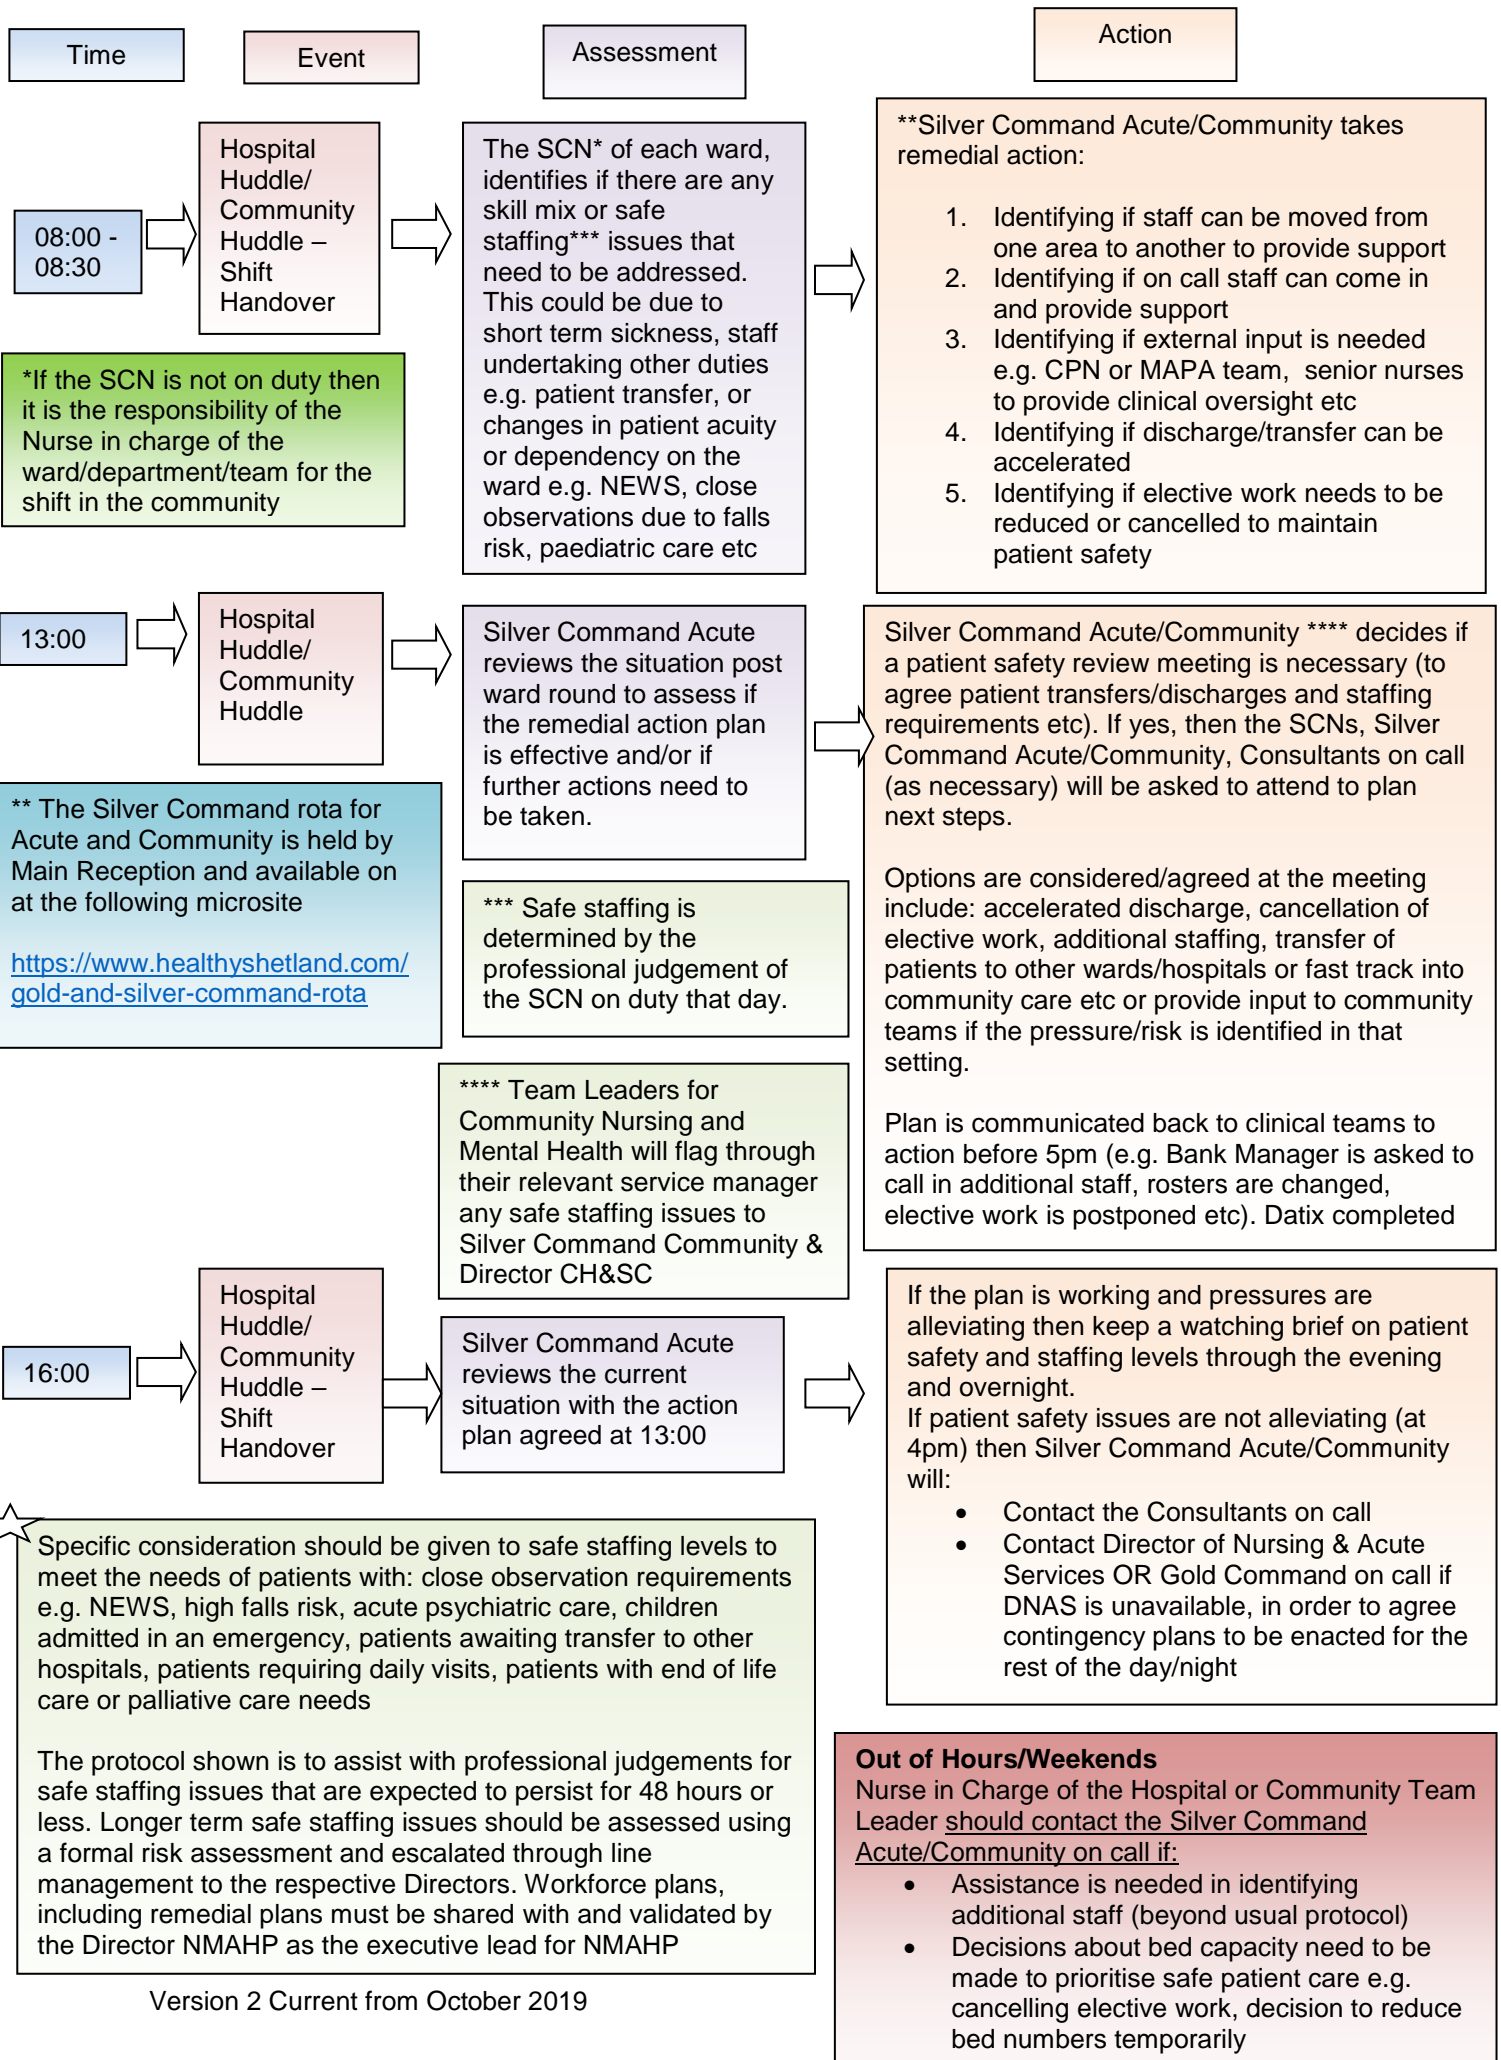 Time
Event
Assessment
Action
08:00 -
08:30
Hospital
Huddle/
Community
Huddle –
Shift
Handover
The SCN* of each ward,
identifies if there are any
skill mix or safe
staffing*** issues that
need to be addressed.
This could be due to
short term sickness, staff
undertaking other duties
e.g. patient transfer, or
changes in patient acuity
or dependency on the
ward e.g. NEWS, close
observations due to falls
risk, paediatric care etc
**Silver Command Acute/Community takes
remedial action:
1. Identifying if staff can be moved from
one area to another to provide support
2. Identifying if on call staff can come in
and provide support
3. Identifying if external input is needed
e.g. CPN or MAPA team, senior nurses
to provide clinical oversight etc
4. Identifying if discharge/transfer can be
accelerated
5. Identifying if elective work needs to be
reduced or cancelled to maintain
patient safety
*If the SCN is not on duty then
it is the responsibility of the
Nurse in charge of the
ward/department/team for the
shift in the community
13:00
Hospital
Huddle/
Community
Huddle
Silver Command Acute
reviews the situation post
ward round to assess if
the remedial action plan
is effective and/or if
further actions need to
be taken.
Silver Command Acute/Community **** decides if
a patient safety review meeting is necessary (to
agree patient transfers/discharges and staffing
requirements etc). If yes, then the SCNs, Silver
Command Acute/Community, Consultants on call
(as necessary) will be asked to attend to plan
next steps.
Options are considered/agreed at the meeting
include: accelerated discharge, cancellation of
elective work, additional staffing, transfer of
patients to other wards/hospitals or fast track into
community care etc or provide input to community
teams if the pressure/risk is identified in that
setting.
Plan is communicated back to clinical teams to
action before 5pm (e.g. Bank Manager is asked to
call in additional staff, rosters are changed,
elective work is postponed etc). Datix completed
** The Silver Command rota for
Acute and Community is held by
Main Reception and available on
at the following microsite
https://www.healthyshetland.com/
gold-and-silver-command-rota
*** Safe staffing is
determined by the
professional judgement of
the SCN on duty that day.
**** Team Leaders for
Community Nursing and
Mental Health will flag through
their relevant service manager
any safe staffing issues to
Silver Command Community &
Director CH&SC
16:00
Hospital
Huddle/
Community
Huddle –
Shift
Handover
Silver Command Acute
reviews the current
situation with the action
plan agreed at 13:00
If the plan is working and pressures are
alleviating then keep a watching brief on patient
safety and staffing levels through the evening
and overnight.
If patient safety issues are not alleviating (at
4pm) then Silver Command Acute/Community
will:
• Contact the Consultants on call
• Contact Director of Nursing & Acute
Services OR Gold Command on call if
DNAS is unavailable, in order to agree
contingency plans to be enacted for the
rest of the day/night
Specific consideration should be given to safe staffing levels to
meet the needs of patients with: close observation requirements
e.g. NEWS, high falls risk, acute psychiatric care, children
admitted in an emergency, patients awaiting transfer to other
hospitals, patients requiring daily visits, patients with end of life
care or palliative care needs
The protocol shown is to assist with professional judgements for
safe staffing issues that are expected to persist for 48 hours or
less. Longer term safe staffing issues should be assessed using
a formal risk assessment and escalated through line
management to the respective Directors. Workforce plans,
including remedial plans must be shared with and validated by
the Director NMAHP as the executive lead for NMAHP
Out of Hours/Weekends
Nurse in Charge of the Hospital or Community Team
Leader should contact the Silver Command
Acute/Community on call if:
• Assistance is needed in identifying
additional staff (beyond usual protocol)
• Decisions about bed capacity need to be
made to prioritise safe patient care e.g.
cancelling elective work, decision to reduce
bed numbers temporarily
Version 2 Current from October 2019